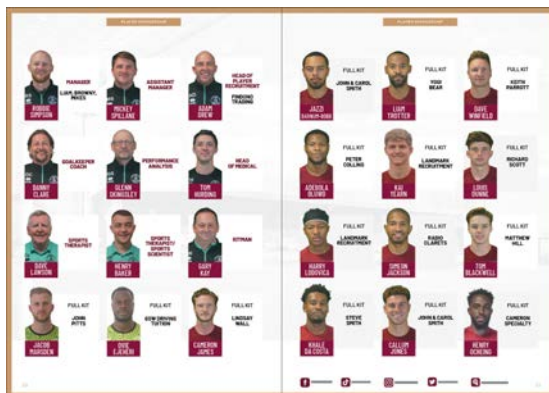 PLAYER SPONSORSHIP
ROBBIE
SIMPSON
MANAGER
LIAM, BROWNY,
MIKES
MICKEY
SPILLANE
ASSISTANT
MANAGER
ADAM
DREW
HEAD OF
PLAYER
RECRUITMENT
FINDONO
TRADING
DANNY
CLARE
GOALKEEPER
COACH
GLENN
SKINGLEY
PERFORMANCE
ANALYSIS
TOM
HEAD OF
MEDICAL
DAVE
LAWSON
SPORTS
THERAPIST
HENRY
BAKER
SPORTS
THERAPIST/
SPORTS
SCIENTIST
GARY
KAY
KITMAN
JACOB
MARSDEN
FULL KIT
JOHN
PITTS
OVIE
EJEHERI
FULL KIT
GSW DRIVING
TUITION
CAMERON
JAMES
FULL KIT
LINDSAY
WALL
PLAYER SPONSORSHIP
JAZZI
BARNUM-BOBB
FULL KIT
JOHN & CAROL
SMITH
LIAM
TROTTER
FULL KIT
YOGI
BEAR
DAVE
WINFIELD
FULL KIT
KEITH
PARROTT
ADEBOLA
OLUWO
FULL KIT
PETER
COLLINS
KAI
YEARN
FULL KIT
LANDMARK
RECRUITMENT
LOUIS
DUNNE
FULL KIT
RICHARD
SCOTT
HARRY
LODOVICA
FULL KIT
LANDMARK
RECRUITMENT
SIMEON
JACKSON
FULL KIT
RADIO
CLARETS
TOM
BLACKWELL
FULL KIT
MATTHEW
HILL
KHALE
DA COSTA
FULL KIT
STEVE
SMITH
CALLUM
JONES
FULL KIT
JOHN & CAROL
SMITH
HENRY
OCHIENG
FULL KIT
CAMERON
SPECIALTY